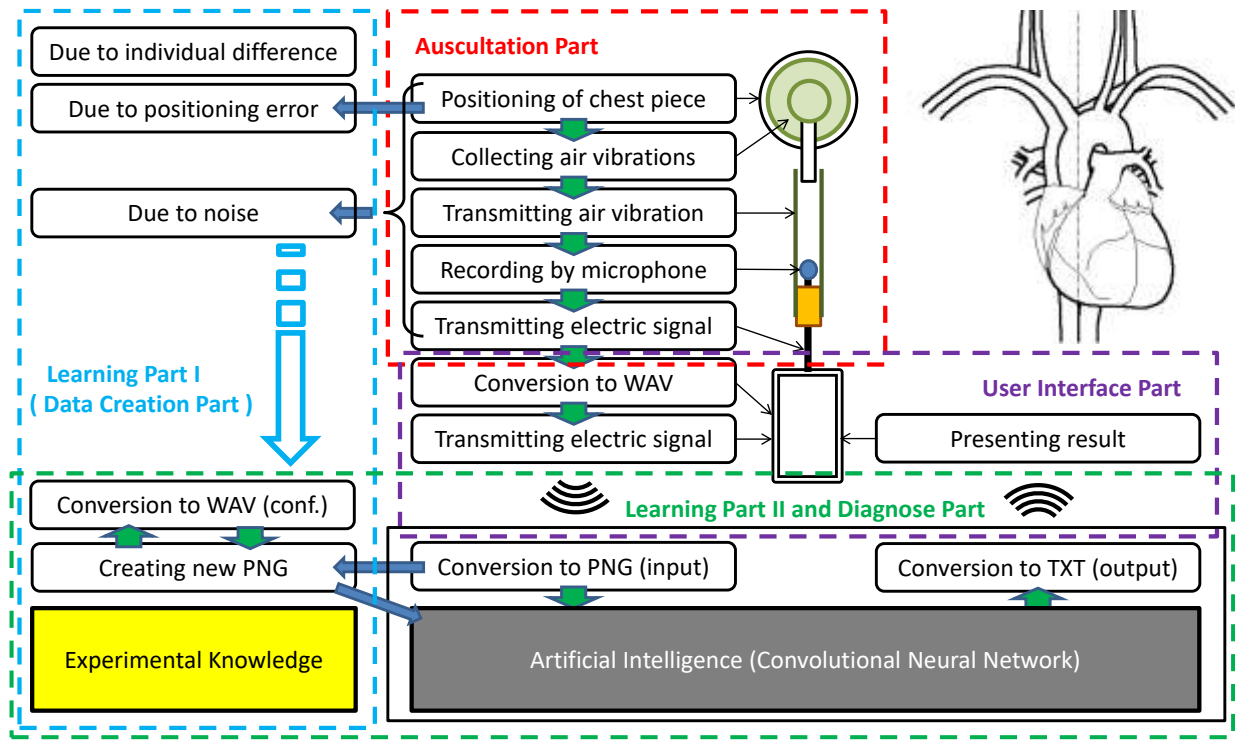 Due to individual difference
Due to positioning error
Due to noise
Learning Part I
( Data Creation Part )
Auscultation Part
Positioning of chest piece
Collecting air vibrations
Transmitting air vibration
Recording by microphone
Transmitting electric signal
Conversion to WAV
Transmitting electric signal
User Interface Part
Presenting result
Learning Part II and Diagnose Part
Conversion to WAV (conf.)
Creating new PNG
Experimental Knowledge
Conversion to PNG (input)
Conversion to TXT (output)
Artificial Intelligence (Convolutional Neural Network)